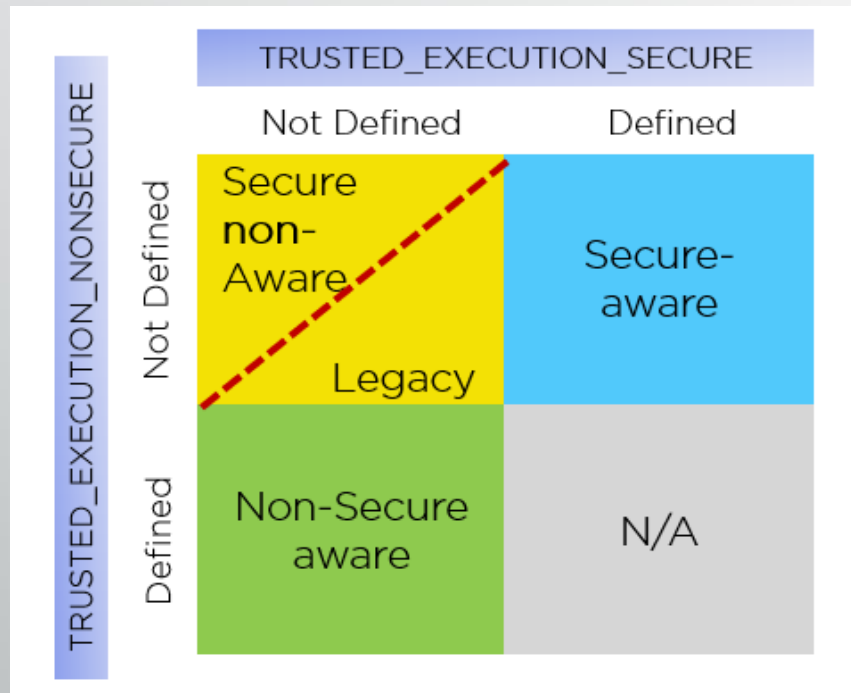 TRUSTED_EXECUTION_SECURE
Not Defined
Defined
TRUSTED_EXECUTION_NONSECURE
Not Defined
Secure
non-
Aware
Legacy
Secure-
aware
Defined
Non-Secure
aware
N/A